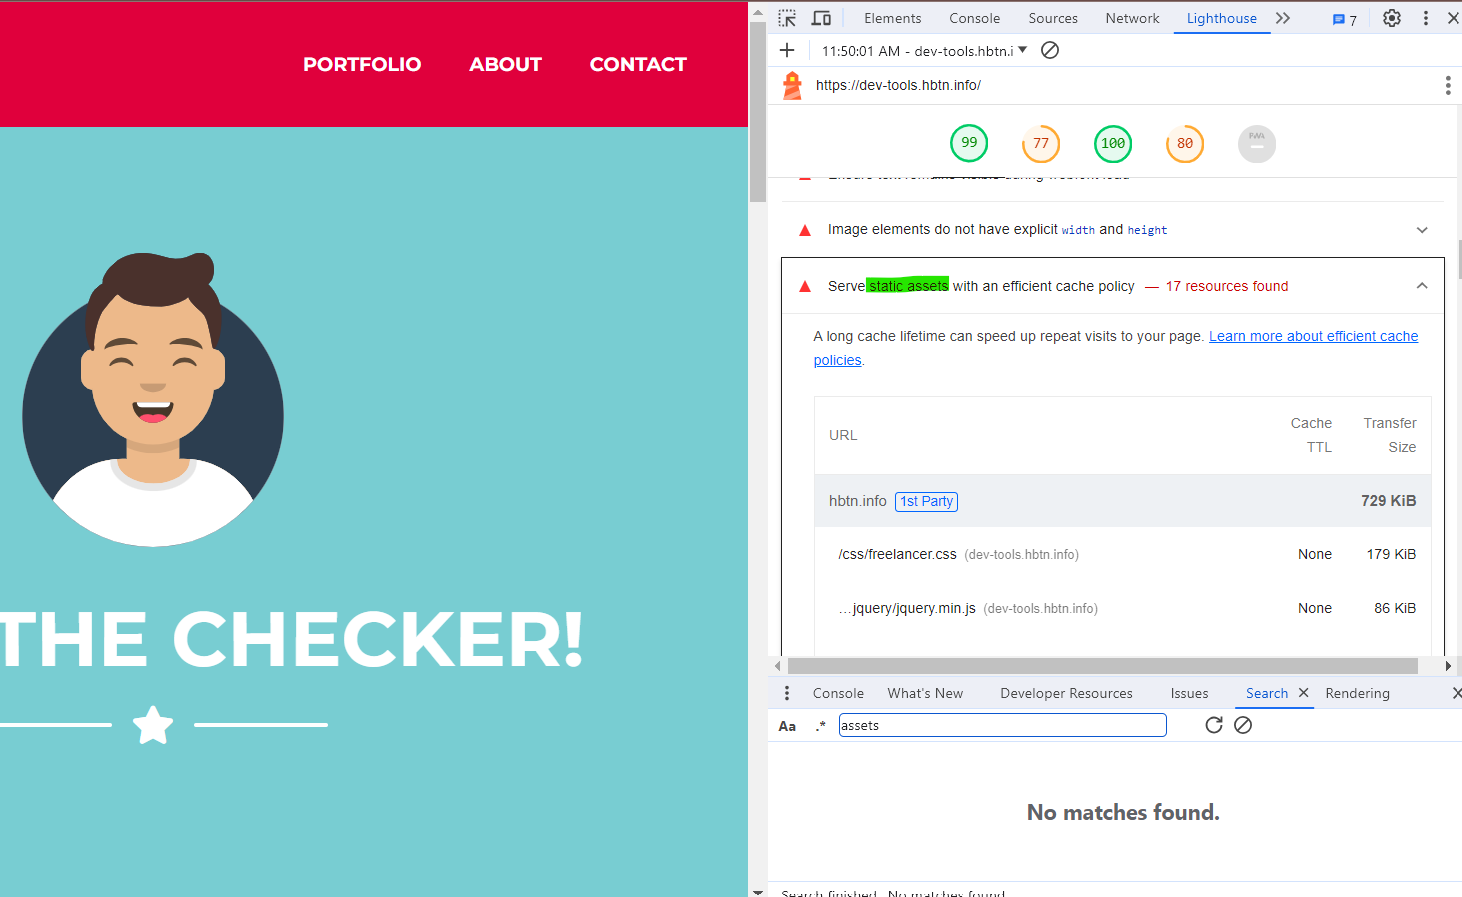 PORTFOLIO ABOUT CONTACT
THE CHECKER!
Elements Console Sources Network Lighthouse 7
11:50:01 AM - dev-tools.hbtn.i
https://dev-tools.hbtn.info/
99 77 100 80 PWA
Image elements do not have explicit width and height
Serve static assets with an efficient cache policy — 17 resources found
A long cache lifetime can speed up repeat visits to your page. Learn more about efficient cache
policies.
URL Cache TTL Transfer Size
hbtn.info 1st Party 729 KiB
/css/freelancer.css (dev-tools.hbtn.info) None 179 KiB
…jquery/jquery.min.js (dev-tools.hbtn.info) None 86 KiB
Console What's New Developer Resources Issues Search Rendering
Aa .* assets
No matches found.
Search finished. No matches found.